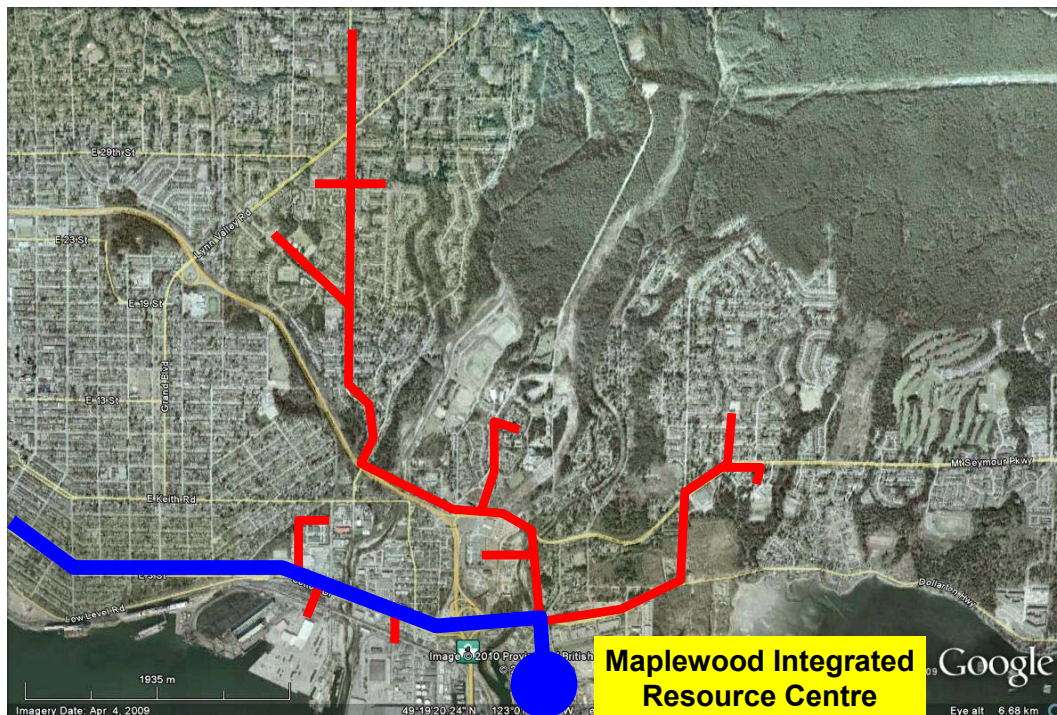 E 29th St
Lynn Valley Rd
E 23 St
E 19 St
Grand Blvd
E 13 St
Mt Seymour Pkwy
E Keith Rd
E 3 St
Low Level Rd
Dollarton Hwy
Image © 2010 Provi British
Maplewood Integrated
Resource Centre
Google
1935 m
Imagery Date: Apr 4, 2009
49°19'20.24" N
Eye alt 6.68 km